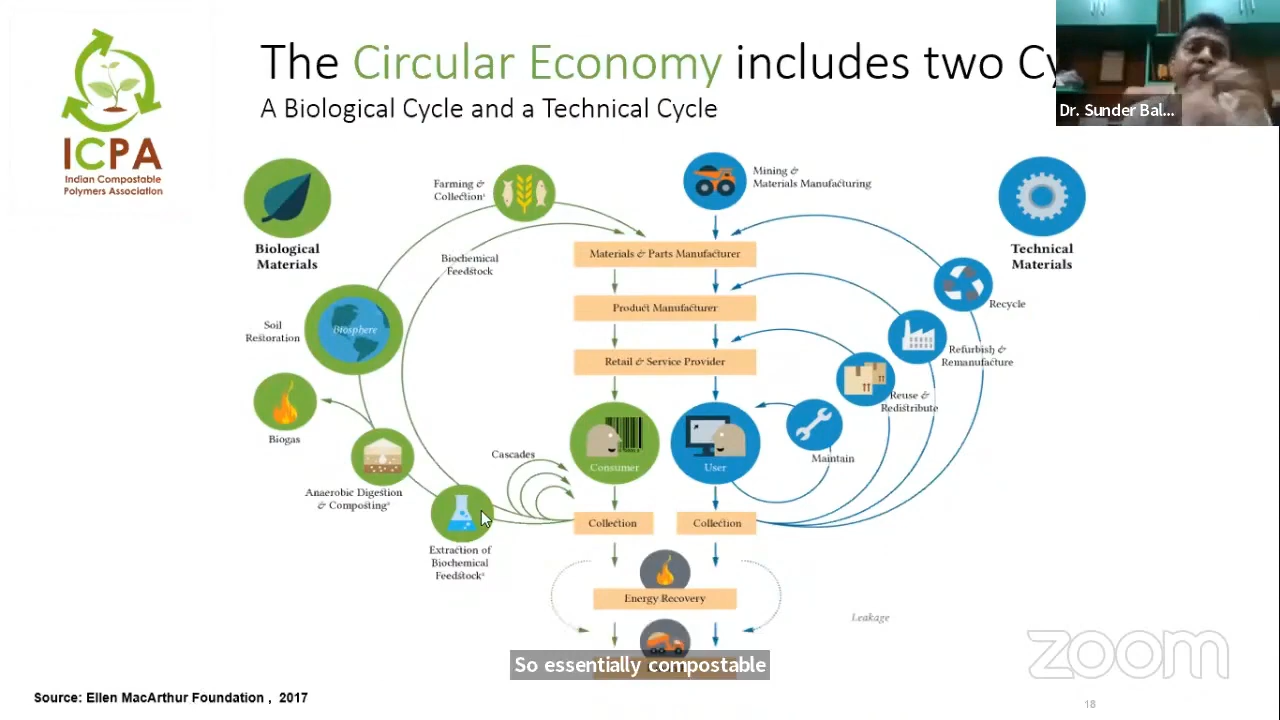 The Circular Economy includes two Cy
A Biological Cycle and a Technical Cycle
Dr. Sunder Bal...
ICPA
Indian Compostable
Polymers Association
Farming &
Collection¹
Mining &
Materials Manufacturing
Biological
Materials
Technical
Materials
Materials & Parts Manufacturer
Biochemical
Feedstock
Recycle
Product Manufacturer
Soil
Restoration
Biosphere
Refurbish &
Remanufacture
Retail & Service Provider
Reuse &
Redistribute
Biogas
Cascades
Consumer
User
Maintain
Anaerobic Digestion
& Composting
Collection
Collection
Extraction of
Biochemical
Feedstock
Energy Recovery
Leakage
So essentially compostable
zoom
Source: Ellen MacArthur Foundation , 2017
18